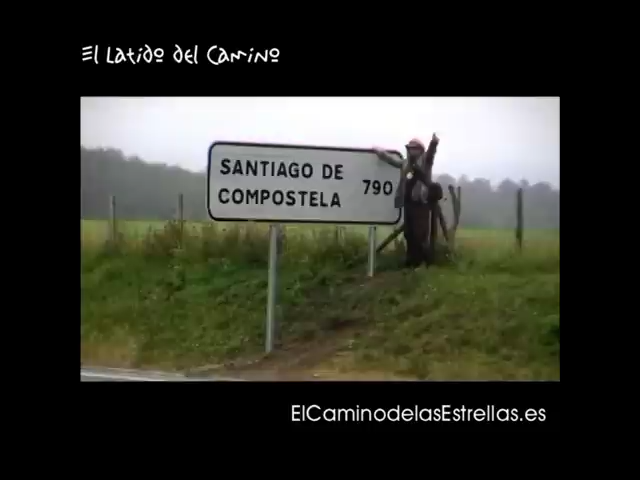 El Latido del Camino
SANTIAGO DE
COMPOSTELA
790
ElCaminodelasEstrellas.es